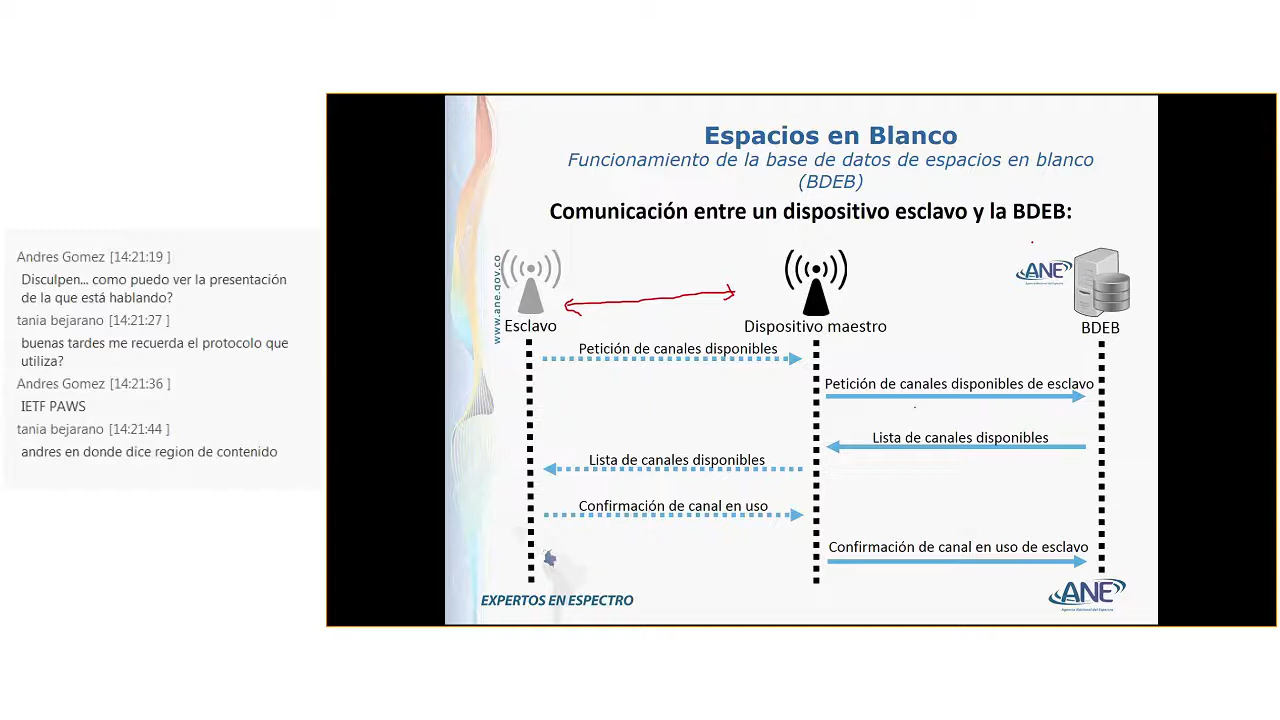 Andres Gomez [14:21:19 ]
Disculpen... como puedo ver la presentación
de la que está hablando?
tania bejarano [14:21:27 ]
buenas tardes me recuerda el protocolo que
utiliza?
Andres Gomez [14:21:36 ]
IETF PAWS
tania bejarano [14:21:44 ]
andres en donde dice region de contenido
Espacios en Blanco
Funcionamiento de la base de datos de espacios en blanco
(BDEB)
Comunicación entre un dispositivo esclavo y la BDEB:
www.ane.gov.co
ANE
Esclavo
Dispositivo maestro
BDEB
Petición de canales disponibles
Petición de canales disponibles de esclavo
Lista de canales disponibles
Lista de canales disponibles
Confirmación de canal en uso
Confirmación de canal en uso de esclavo
EXPERTOS EN ESPECTRO
ANE
Agencia Nacional del Espectro